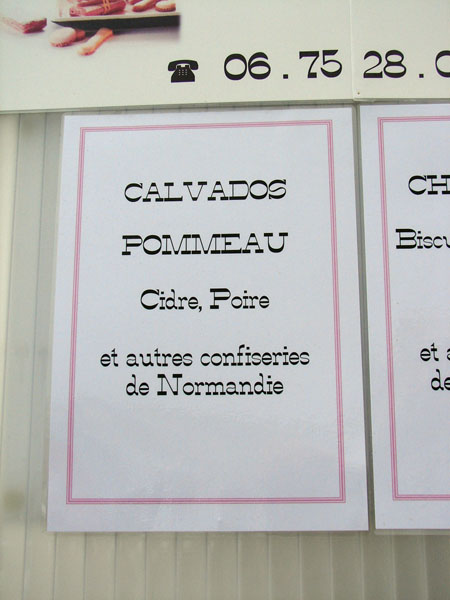 ☎ 06.75 28.
CALVADOS
POMMEAU
Cidre, Poire
et autres confiseries
de Normandie
CH
Biscu
et a
de